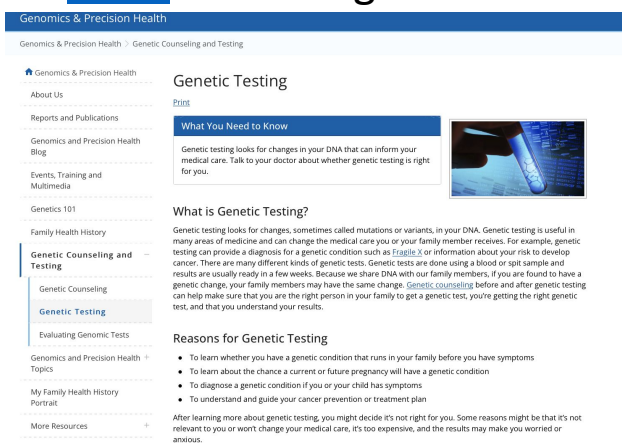 Genomics & Precision Health
Genomics & Precision Health > Genetic Counseling and Testing
Genomics & Precision Health
About Us
Reports and Publications
Genomics and Precision Health
Blog
Events, Training and
Multimedia
Genetics 101
Family Health History
Genetic Counseling and
Testing
Genetic Counseling
Genetic Testing
Evaluating Genomic Tests
Genomics and Precision Health
Topics
My Family Health History
Portrait
More Resources
Genetic Testing
Print
What You Need to Know
Genetic testing looks for changes in your DNA that can inform your
medical care. Talk to your doctor about whether genetic testing is right
for you.
What is Genetic Testing?
Genetic testing looks for changes, sometimes called mutations or variants, in your DNA. Genetic testing is useful in
many areas of medicine and can change the medical care you or your family member receives. For example, genetic
testing can provide a diagnosis for a genetic condition such as Fragile X or information about your risk to develop
cancer. There are many different kinds of genetic tests. Genetic tests are done using a blood or spit sample and
results are usually ready in a few weeks. Because we share DNA with our family members, if you are found to have a
genetic change, your family members may have the same change. Genetic counseling before and after genetic testing
can help make sure that you are the right person in your family to get a genetic test, you're getting the right genetic
test, and that you understand your results.
Reasons for Genetic Testing
• To learn whether you have a genetic condition that runs in your family before you have symptoms
• To learn about the chance a current or future pregnancy will have a genetic condition
• To diagnose a genetic condition if you or your child has symptoms
• To understand and guide your cancer prevention or treatment plan
After learning more about genetic testing, you might decide it's not right for you. Some reasons might be that it's not
relevant to you or won't change your medical care, it's too expensive, and the results may make you worried or
anxious.